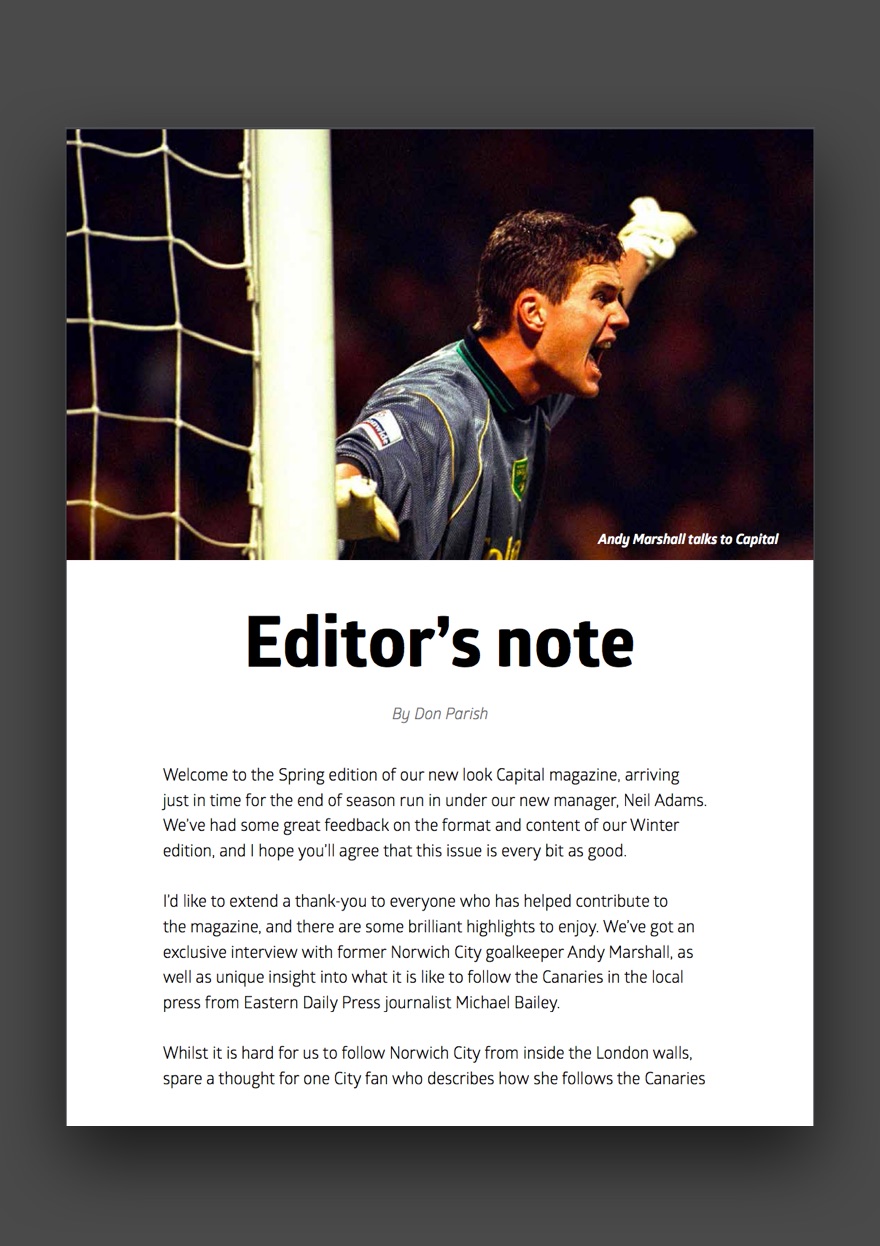 Andy Marshall talks to Capital
Editor’s note
By Don Parish
Welcome to the Spring edition of our new look Capital magazine, arriving
just in time for the end of season run in under our new manager, Neil Adams.
We’ve had some great feedback on the format and content of our Winter
edition, and I hope you’ll agree that this issue is every bit as good.
I’d like to extend a thank-you to everyone who has helped contribute to
the magazine, and there are some brilliant highlights to enjoy. We’ve got an
exclusive interview with former Norwich City goalkeeper Andy Marshall, as
well as unique insight into what it is like to follow the Canaries in the local
press from Eastern Daily Press journalist Michael Bailey.
Whilst it is hard for us to follow Norwich City from inside the London walls,
spare a thought for one City fan who describes how she follows the Canaries